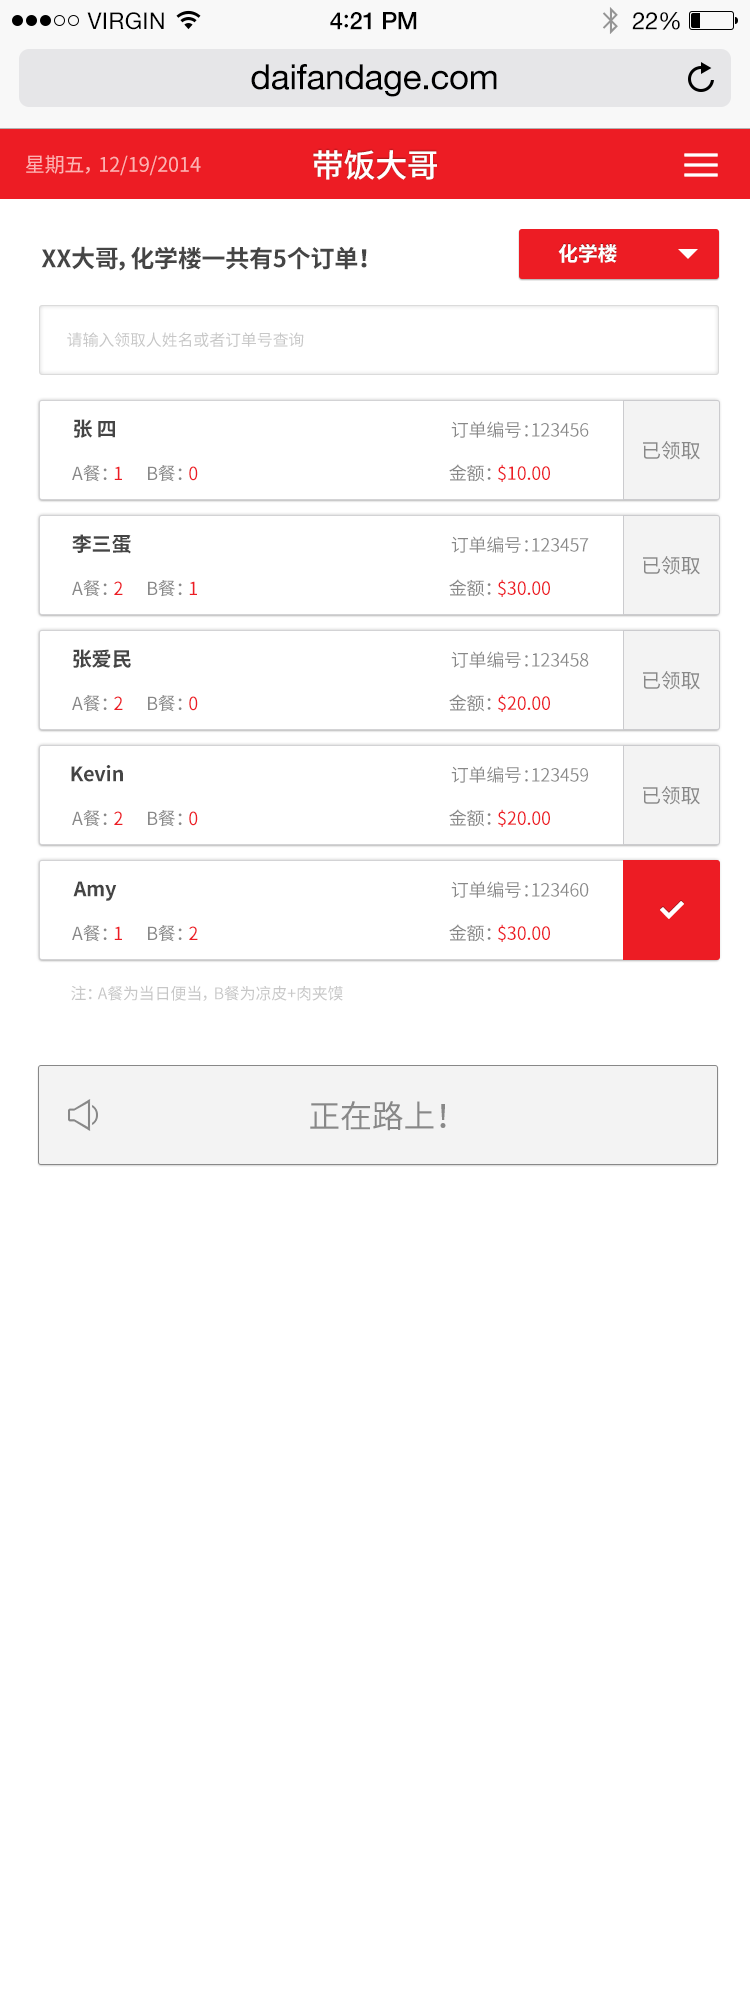 VIRGIN 4:21 PM 22%
daifandage.com
星期五, 12/19/2014 带饭大哥
XX大哥, 化学楼一共有5个订单! 化学楼
请输入领取人姓名或者订单号查询
张 四 订单编号:123456
A餐: 1 B餐: 0 金额: $10.00 已领取
李三蛋 订单编号:123457
A餐: 2 B餐: 1 金额: $30.00 已领取
张爱民 订单编号:123458
A餐: 2 B餐: 0 金额: $20.00 已领取
Kevin 订单编号:123459
A餐: 2 B餐: 0 金额: $20.00 已领取
Amy 订单编号:123460
A餐: 1 B餐: 2 金额: $30.00
注: A餐为当日便当, B餐为凉皮+肉夹馍
正在路上!